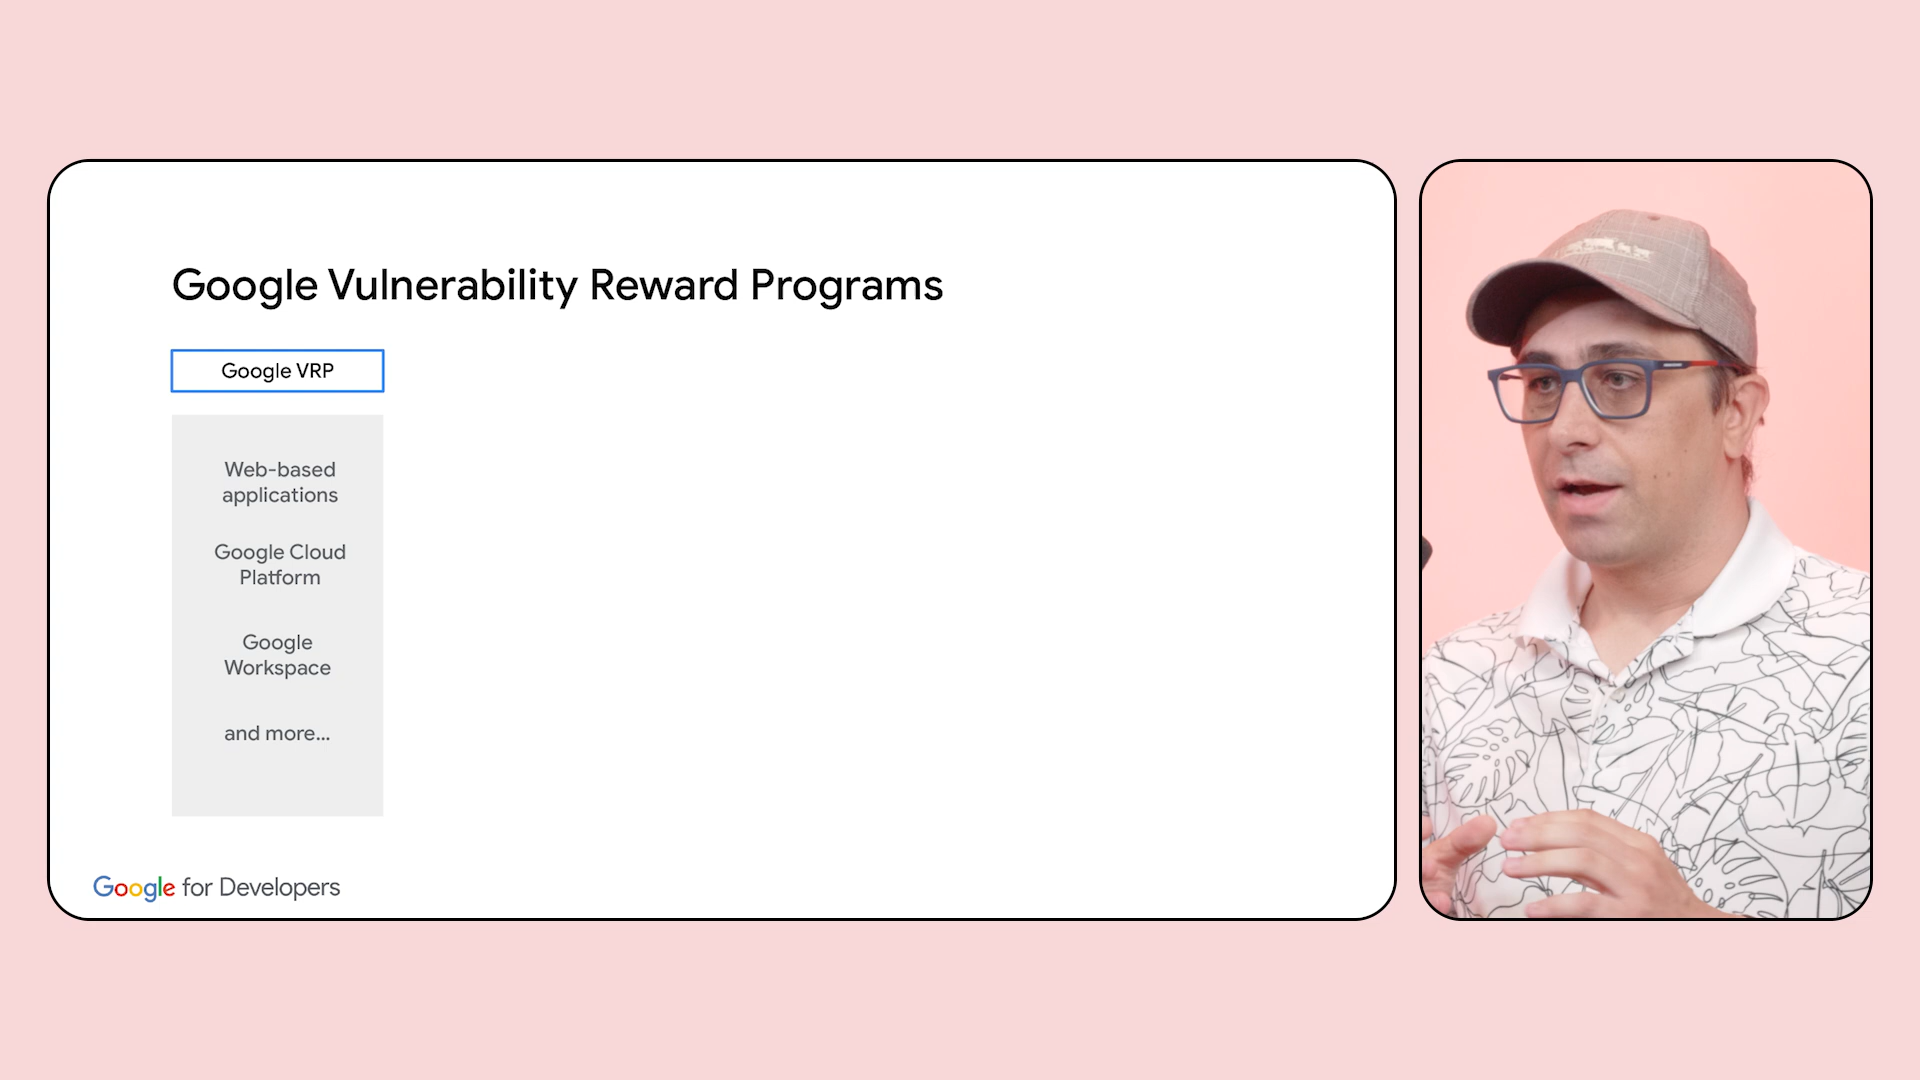 Google Vulnerability Reward Programs
Google VRP
Web-based
applications
Google Cloud
Platform
Google
Workspace
and more...
Google for Developers